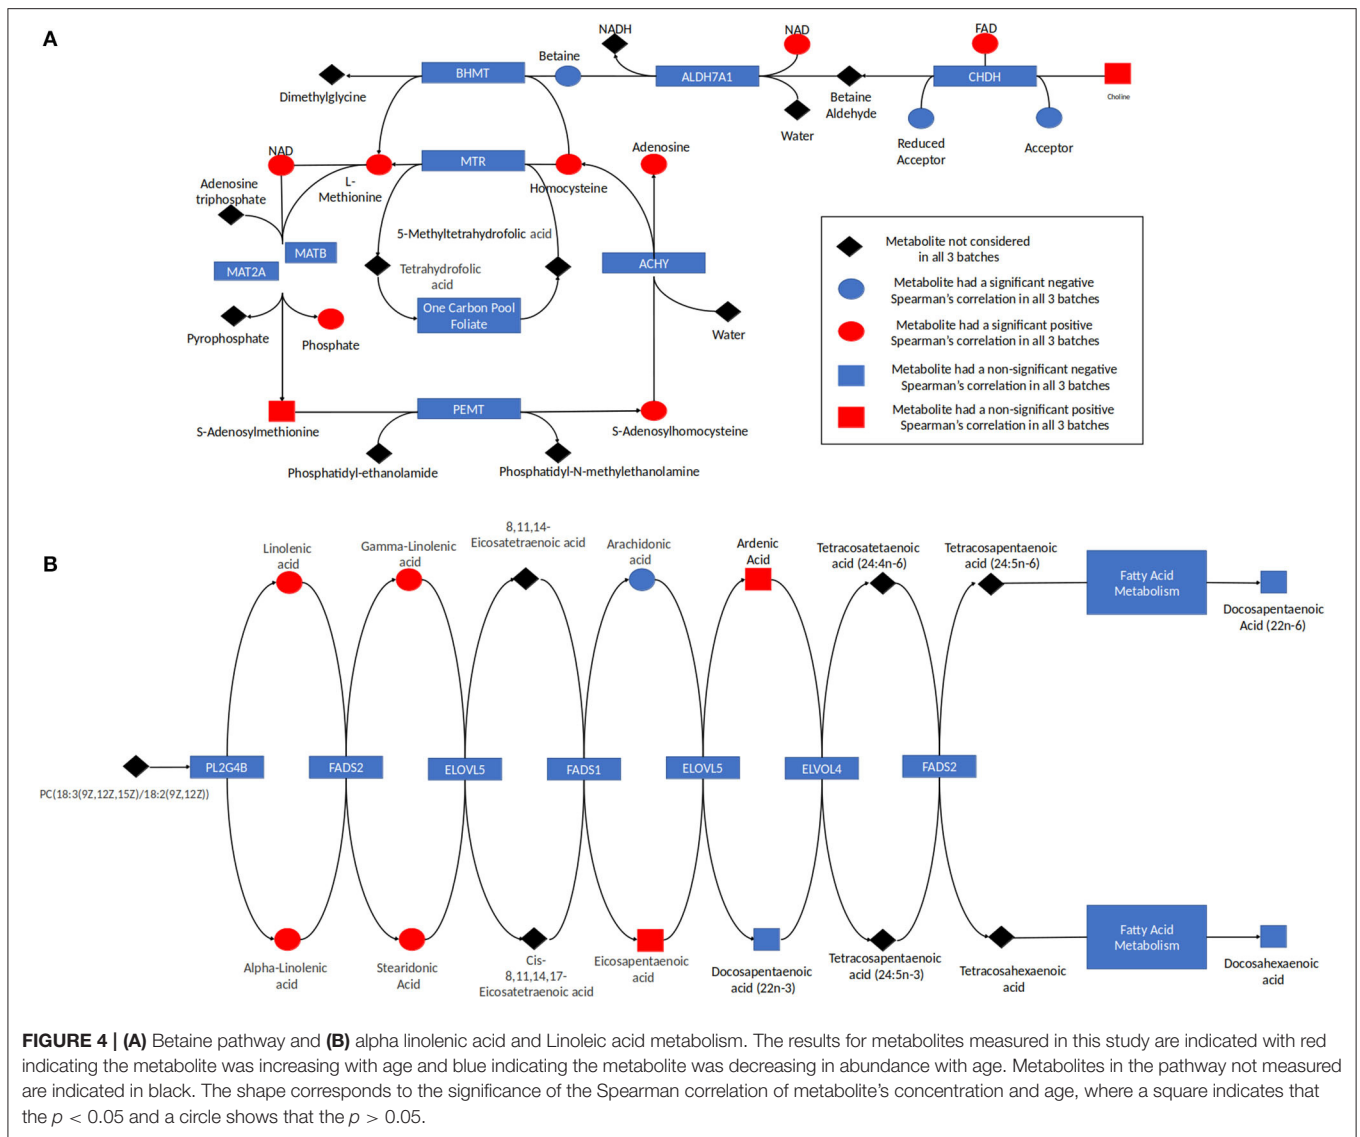 A
NADH
NAD
FAD
Betaine
BHMT
ALDH7A1
CHDH
Dimethylglycine
Betaine
Aldehyde
Choline
Water
Reduced
Acceptor
Acceptor
NAD
Adenosine
MTR
L-
Methionine
Homocysteine
Adenosine
triphosphate
5-Methyltetrahydrofolic acid
MATB
MAT2A
Tetrahydrofolic
acid
ACHY
One Carbon Pool
Foliate
Pyrophosphate
Phosphate
Water
PEMT
S-Adenosylmethionine
S-Adenosylhomocysteine
Phosphatidyl-ethanolamide
Phosphatidyl-N-methylethanolamine
Metabolite not considered
in all 3 batches
Metabolite had a significant negative
Spearman's correlation in all 3 batches
Metabolite had a significant positive
Spearman's correlation in all 3 batches
Metabolite had a non-significant negative
Spearman's correlation in all 3 batches
Metabolite had a non-significant positive
Spearman's correlation in all 3 batches
B
Linolenic
acid
Gamma-Linolenic
acid
8,11,14-
Eicosatetraenoic acid
Arachidonic
acid
Ardenic
Acid
Tetracosatetaenoic
acid (24:4n-6)
Tetracosapentaenoic
acid (24:5n-6)
Fatty Acid
Metabolism
Docosapentaenoic
Acid (22n-6)
PL2G4B
FADS2
ELOVL5
FADS1
ELOVL5
ELVOL4
FADS2
PC(18:3(9Z,12Z,15Z)/18:2(9Z,12Z))
Alpha-Linolenic
acid
Stearidonic
Acid
Cis-
8,11,14,17-
Eicosatetraenoic acid
Eicosapentaenoic
acid
Docosapentaenoic
acid (22n-3)
Tetracosapentaenoic
acid (24:5n-3)
Tetracosahexaenoic
acid
Fatty Acid
Metabolism
Docosahexaenoic
acid
FIGURE 4 | (A) Betaine pathway and (B) alpha linolenic acid and Linoleic acid metabolism. The results for metabolites measured in this study are indicated with red
indicating the metabolite was increasing with age and blue indicating the metabolite was decreasing in abundance with age. Metabolites in the pathway not measured
are indicated in black. The shape corresponds to the significance of the Spearman correlation of metabolite's concentration and age, where a square indicates that
the p < 0.05 and a circle shows that the p > 0.05.